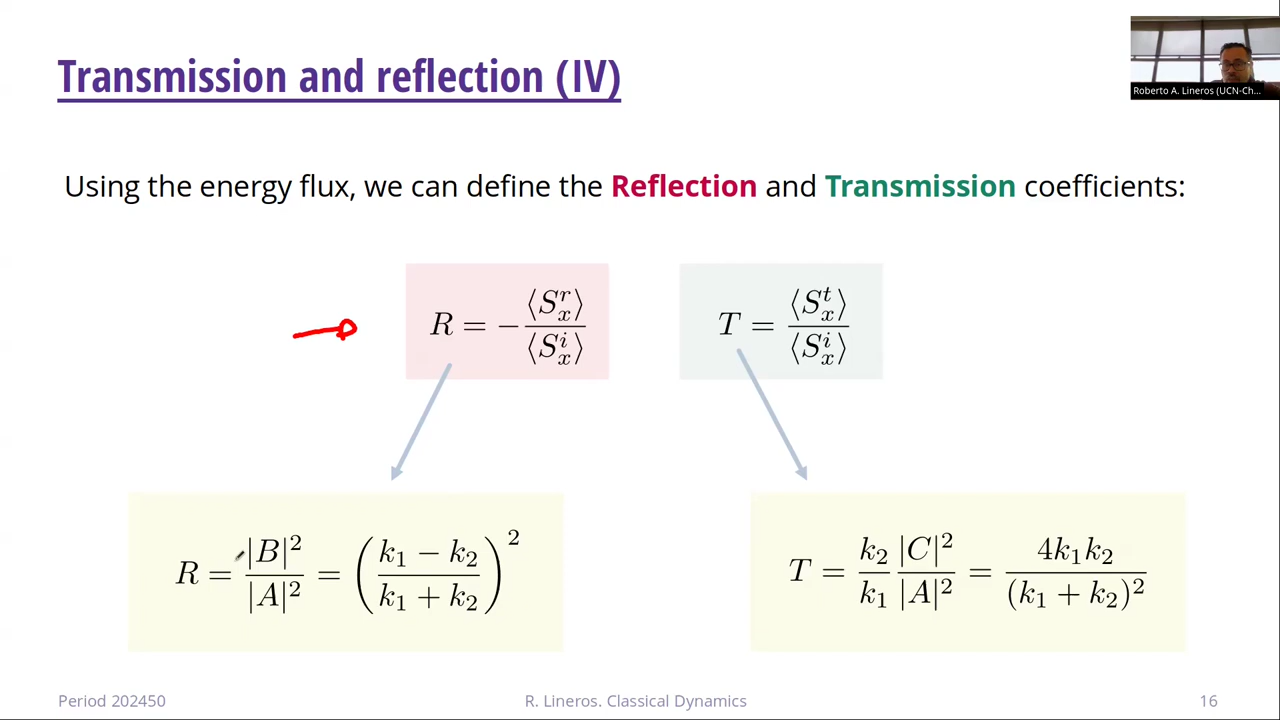 Transmission and reflection (IV)
Roberto A. Lineros (UCN-Ch...
Using the energy flux, we can define the Reflection and Transmission coefficients:
R = −⟨S_x^r⟩/⟨S_x^i⟩
T = ⟨S_x^t⟩/⟨S_x^i⟩
R = |B|²/|A|² = ((k₁ − k₂)/(k₁ + k₂))²
T = k₂/k₁ |C|²/|A|² = 4k₁k₂/(k₁ + k₂)²
Period 202450
R. Lineros. Classical Dynamics
16